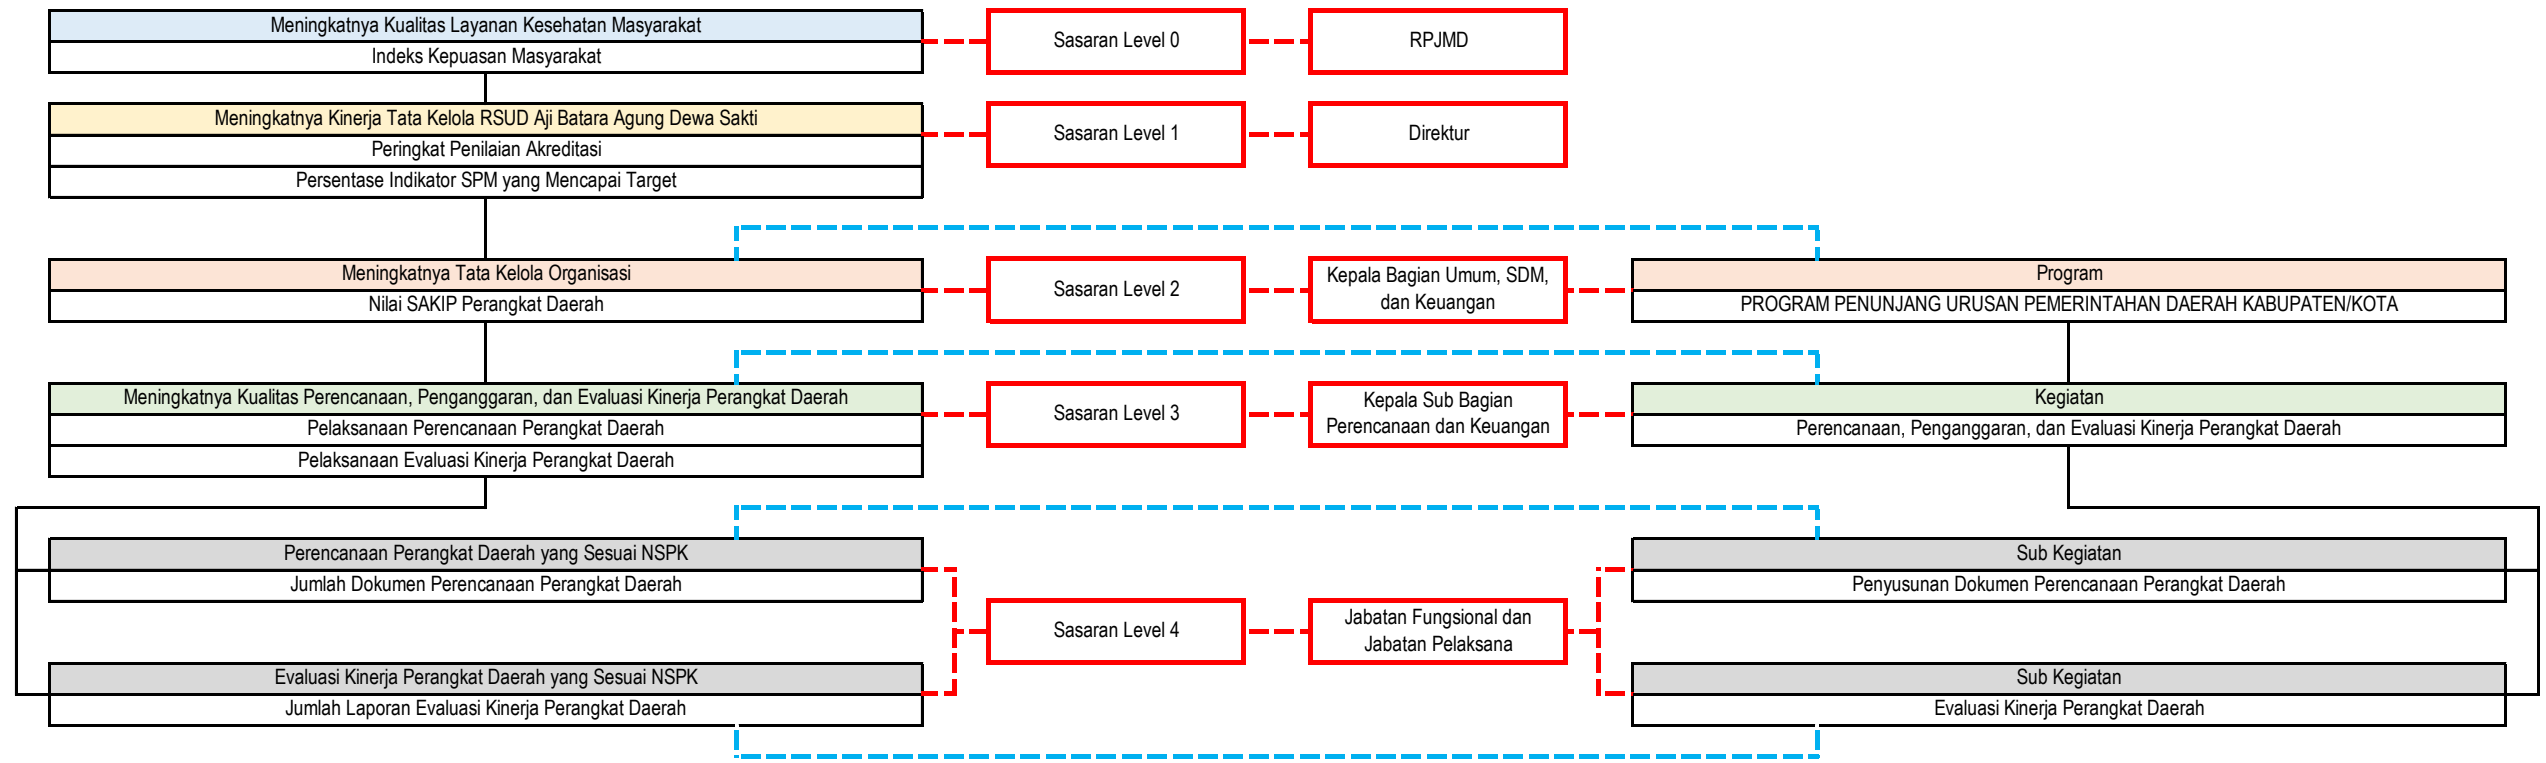 Meningkatnya Kualitas Layanan Kesehatan Masyarakat
Indeks Kepuasan Masyarakat
Sasaran Level 0
RPJMD
Meningkatnya Kinerja Tata Kelola RSUD Aji Batara Agung Dewa Sakti
Peringkat Penilaian Akreditasi
Persentase Indikator SPM yang Mencapai Target
Sasaran Level 1
Direktur
Meningkatnya Tata Kelola Organisasi
Nilai SAKIP Perangkat Daerah
Sasaran Level 2
Kepala Bagian Umum, SDM,
dan Keuangan
Program
PROGRAM PENUNJANG URUSAN PEMERINTAHAN DAERAH KABUPATEN/KOTA
Meningkatnya Kualitas Perencanaan, Penganggaran, dan Evaluasi Kinerja Perangkat Daerah
Pelaksanaan Perencanaan Perangkat Daerah
Pelaksanaan Evaluasi Kinerja Perangkat Daerah
Sasaran Level 3
Kepala Sub Bagian
Perencanaan dan Keuangan
Kegiatan
Perencanaan, Penganggaran, dan Evaluasi Kinerja Perangkat Daerah
Perencanaan Perangkat Daerah yang Sesuai NSPK
Jumlah Dokumen Perencanaan Perangkat Daerah
Sub Kegiatan
Penyusunan Dokumen Perencanaan Perangkat Daerah
Sasaran Level 4
Jabatan Fungsional dan
Jabatan Pelaksana
Evaluasi Kinerja Perangkat Daerah yang Sesuai NSPK
Jumlah Laporan Evaluasi Kinerja Perangkat Daerah
Sub Kegiatan
Evaluasi Kinerja Perangkat Daerah